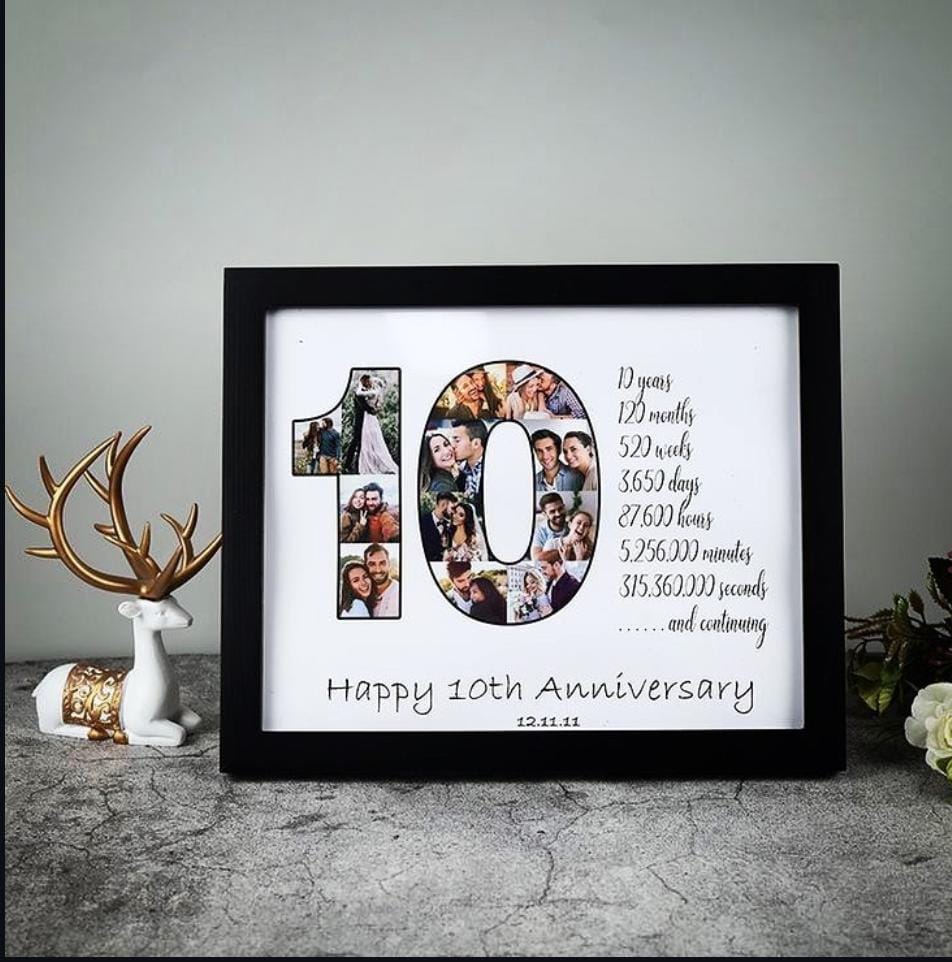 10
10 years
120 months
520 weeks
3,650 days
87,600 hours
5,256,000 minutes
315,360,000 seconds
......and continuing
Happy 10th Anniversary
12.11.11